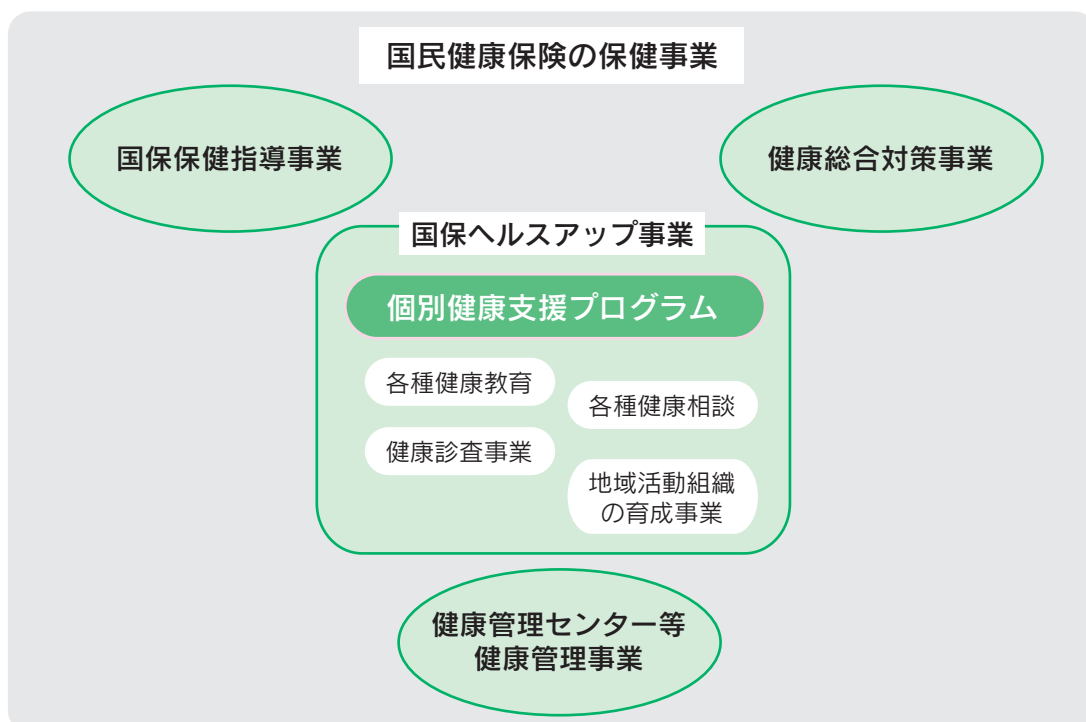 国民健康保険の保健事業
国保保健指導事業
健康総合対策事業
国保ヘルスアップ事業
個別健康支援プログラム
各種健康教育
各種健康相談
健康診査事業
地域活動組織
の育成事業
健康管理センター等
健康管理事業